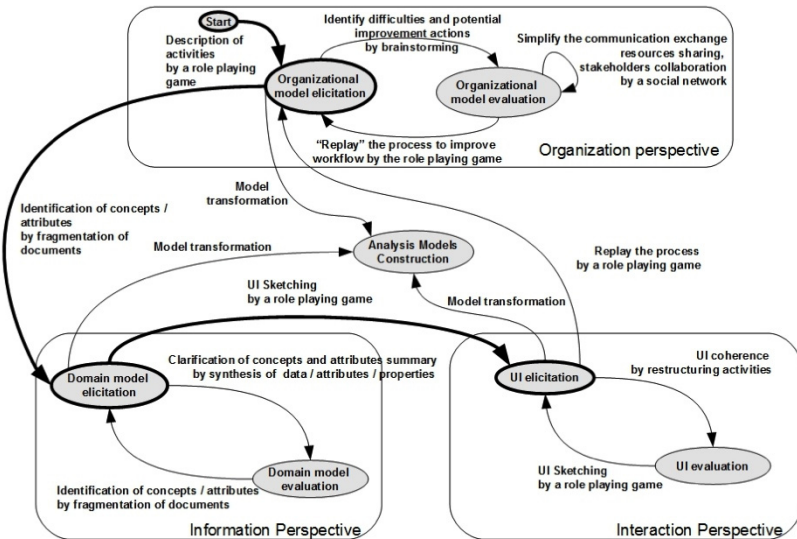 Start
Description of
activities
by a role playing
game
Identify difficulties and potential
improvement actions
by brainstorming
Simplify the communication exchange
resources sharing,
stakeholders collaboration
by a social network
Organizational
model elicitation
Organizational
model evaluation
“Replay” the process to improve
workflow by the role playing game
Organization perspective
Identification of concepts /
attributes
by fragmentation of
documents
Model
transformation
Model transformation
Analysis Models
Construction
Replay the process
by a role playing game
UI Sketching
by a role playing game
Model transformation
Clarification of concepts and attributes summary
by synthesis of data / attributes / properties
Domain model
elicitation
UI elicitation
UI coherence
by restructuring activities
Domain model
evaluation
UI evaluation
Identification of concepts / attributes
by fragmentation of documents
UI Sketching
by a role playing game
Information Perspective
Interaction Perspective